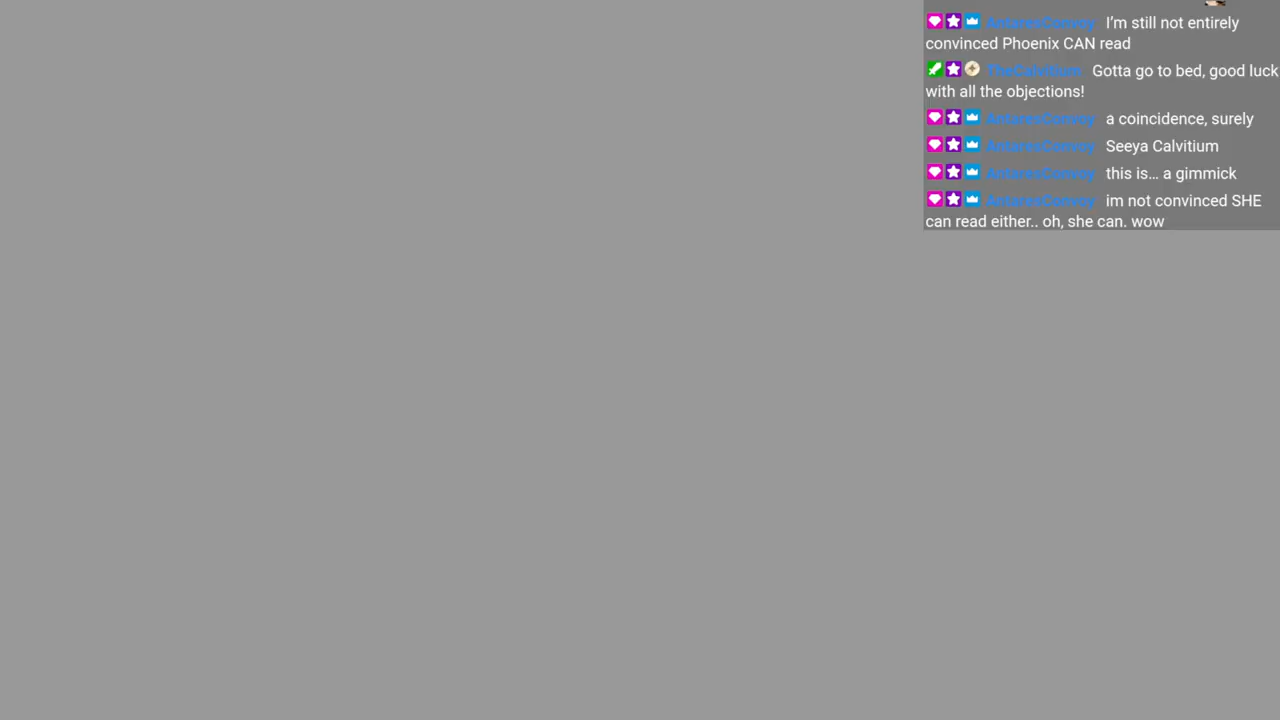 AntaresConvoy I’m still not entirely
convinced Phoenix CAN read
TheCalvitium Gotta go to bed, good luck
with all the objections!
AntaresConvoy a coincidence, surely
AntaresConvoy Seeya Calvitium
AntaresConvoy this is… a gimmick
AntaresConvoy im not convinced SHE
can read either.. oh, she can. wow